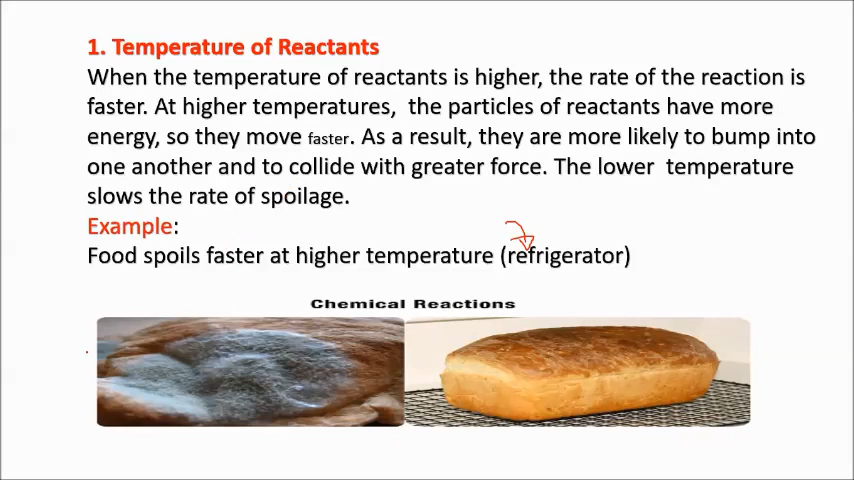 1. Temperature of Reactants
When the temperature of reactants is higher, the rate of the reaction is
faster. At higher temperatures, the particles of reactants have more
energy, so they move faster. As a result, they are more likely to bump into
one another and to collide with greater force. The lower temperature
slows the rate of spoilage.
Example:
Food spoils faster at higher temperature (refrigerator)
Chemical Reactions